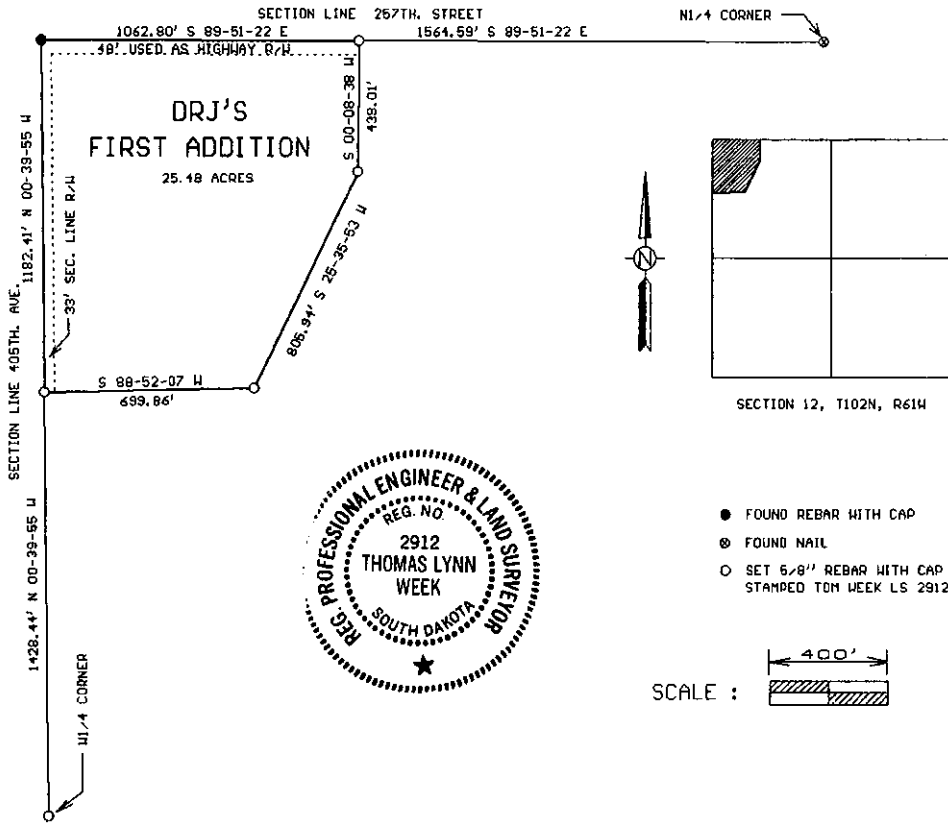 SECTION LINE 257TH. STREET
N1/4 CORNER
1062.80' S 89-51-22 E
1564.59' S 89-51-22 E
48' USED AS HIGHWAY R/W
DRJ'S
FIRST ADDITION
25.48 ACRES
S 00-08-38 W
439.01'
SECTION LINE 405TH. AVE.
1182.41' N 00-39-55 W
33' SEC. LINE R/W
806.94' S 25-35-53 W
S 88-52-07 W
699.86'
1428.44' N 00-39-55 W
W1/4 CORNER
N
SECTION 12, T102N, R61W
REG. PROFESSIONAL ENGINEER & LAND SURVEYOR
REG. NO.
2912
THOMAS LYNN
WEEK
SOUTH DAKOTA
FOUND REBAR WITH CAP
FOUND NAIL
SET 5/8" REBAR WITH CAP
STAMPED TOM WEEK LS 2912
400'
SCALE :